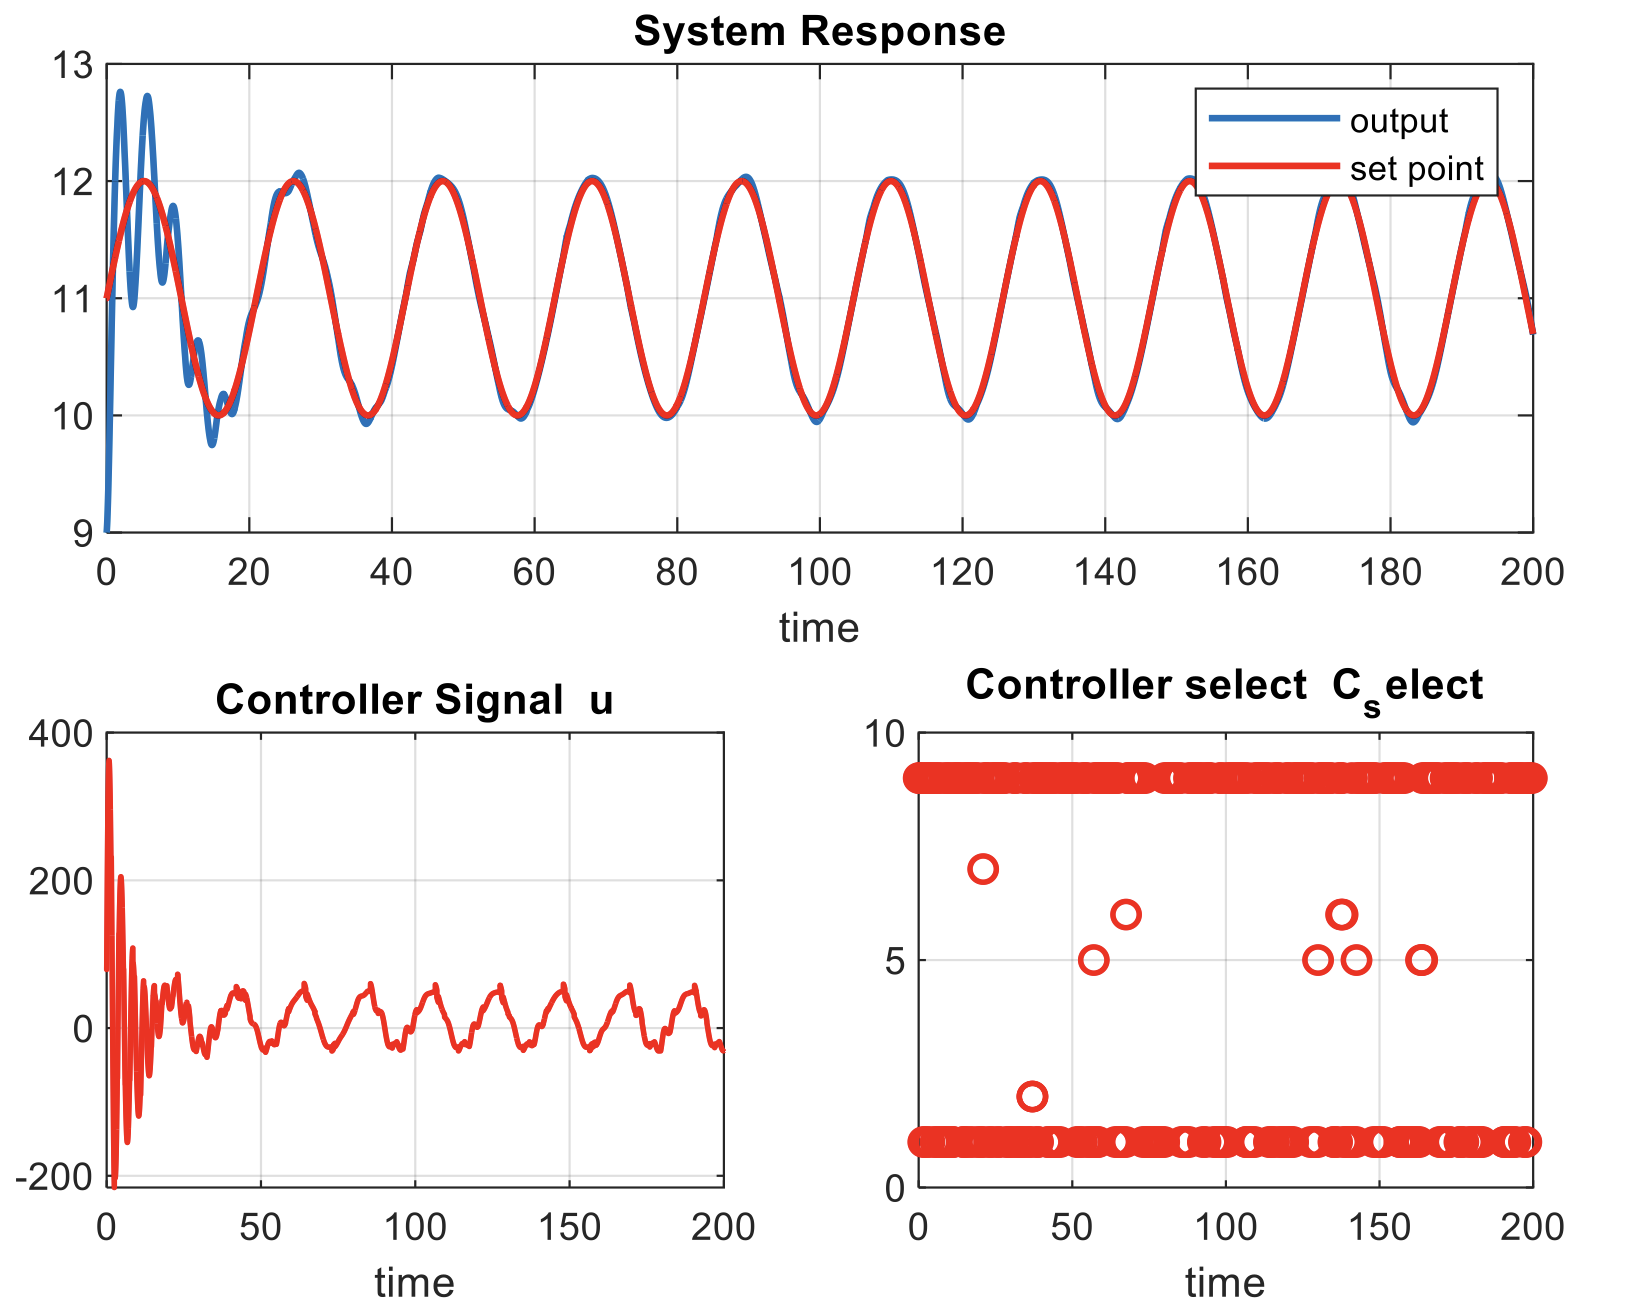 System Response
13
12
11
10
9
output
set point
0 20 40 60 80 100 120 140 160 180 200
time
Controller Signal u
400
200
0
-200
0 50 100 150 200
time
Controller select C_select
10
5
0
0 50 100 150 200
time